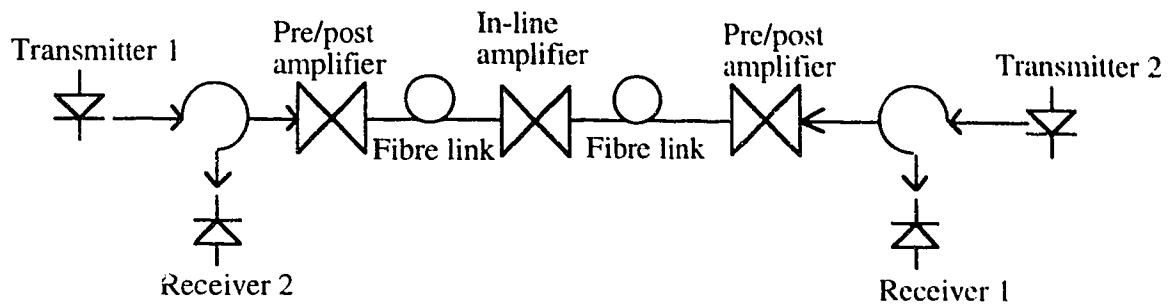 Transmitter 1
Pre/post
amplifier
In-line
amplifier
Pre/post
amplifier
Transmitter 2
Fibre link
Fibre link
Receiver 2
Receiver 1